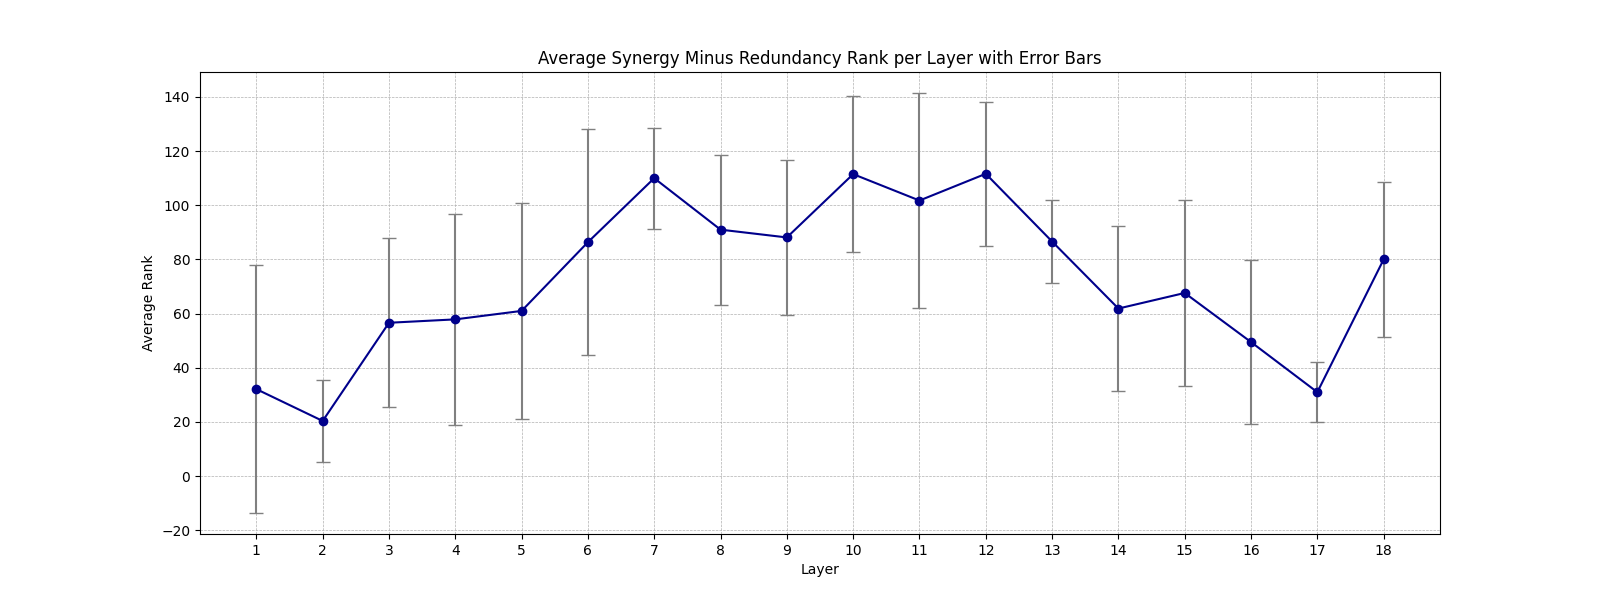 Average Synergy Minus Redundancy Rank per Layer with Error Bars
Average Rank
140
120
100
80
60
40
20
0
−20
1 2 3 4 5 6 7 8 9 10 11 12 13 14 15 16 17 18
Layer